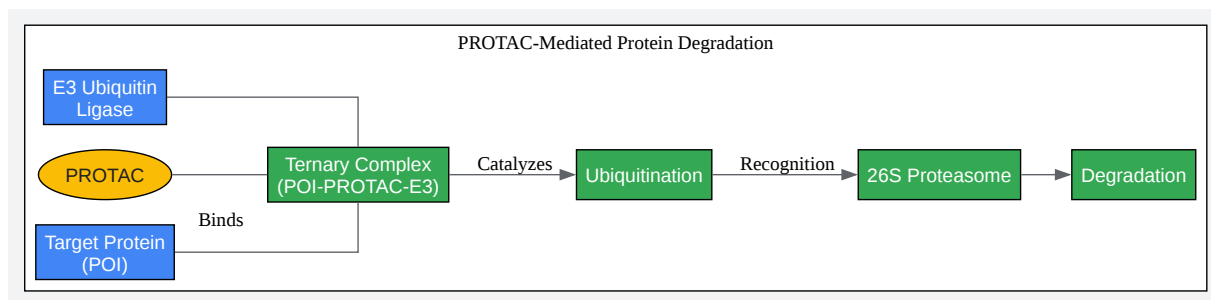 PROTAC-Mediated Protein Degradation
E3 Ubiquitin
Ligase
PROTAC
Ternary Complex
(POI-PROTAC-E3)
Catalyzes
Ubiquitination
Recognition
26S Proteasome
Degradation
Binds
Target Protein
(POI)